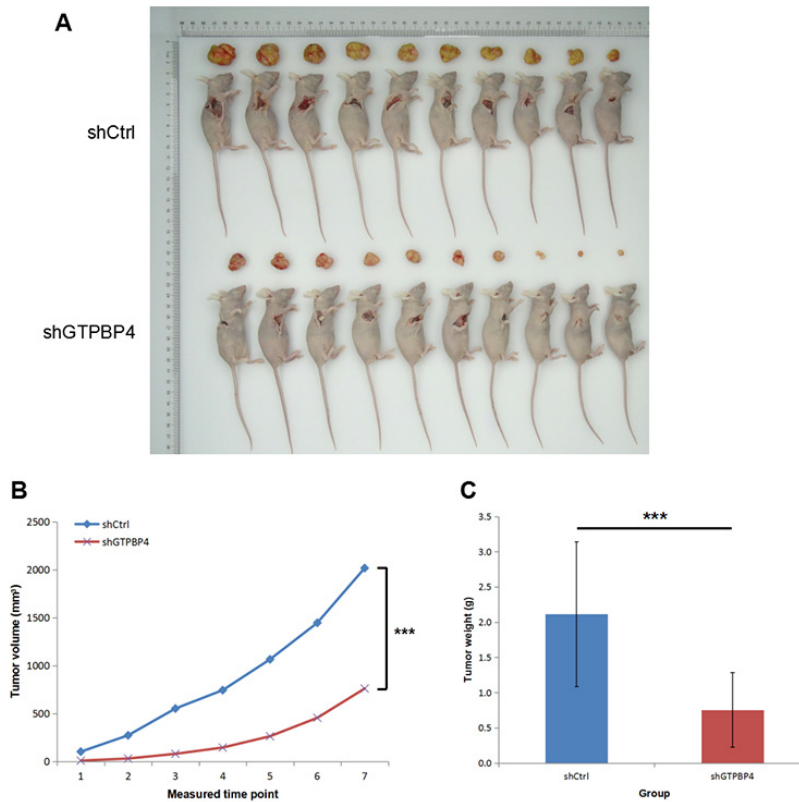 A
shCtrl
shGTPBP4
B
2500
2000
1500
1000
500
0
Tumor volume (mm³)
shCtrl
shGTPBP4
***
1 2 3 4 5 6 7
Measured time point
C
3.5
3.0
2.5
2.0
1.5
1.0
0.5
0.0
Tumor weight (g)
***
shCtrl shGTPBP4
Group